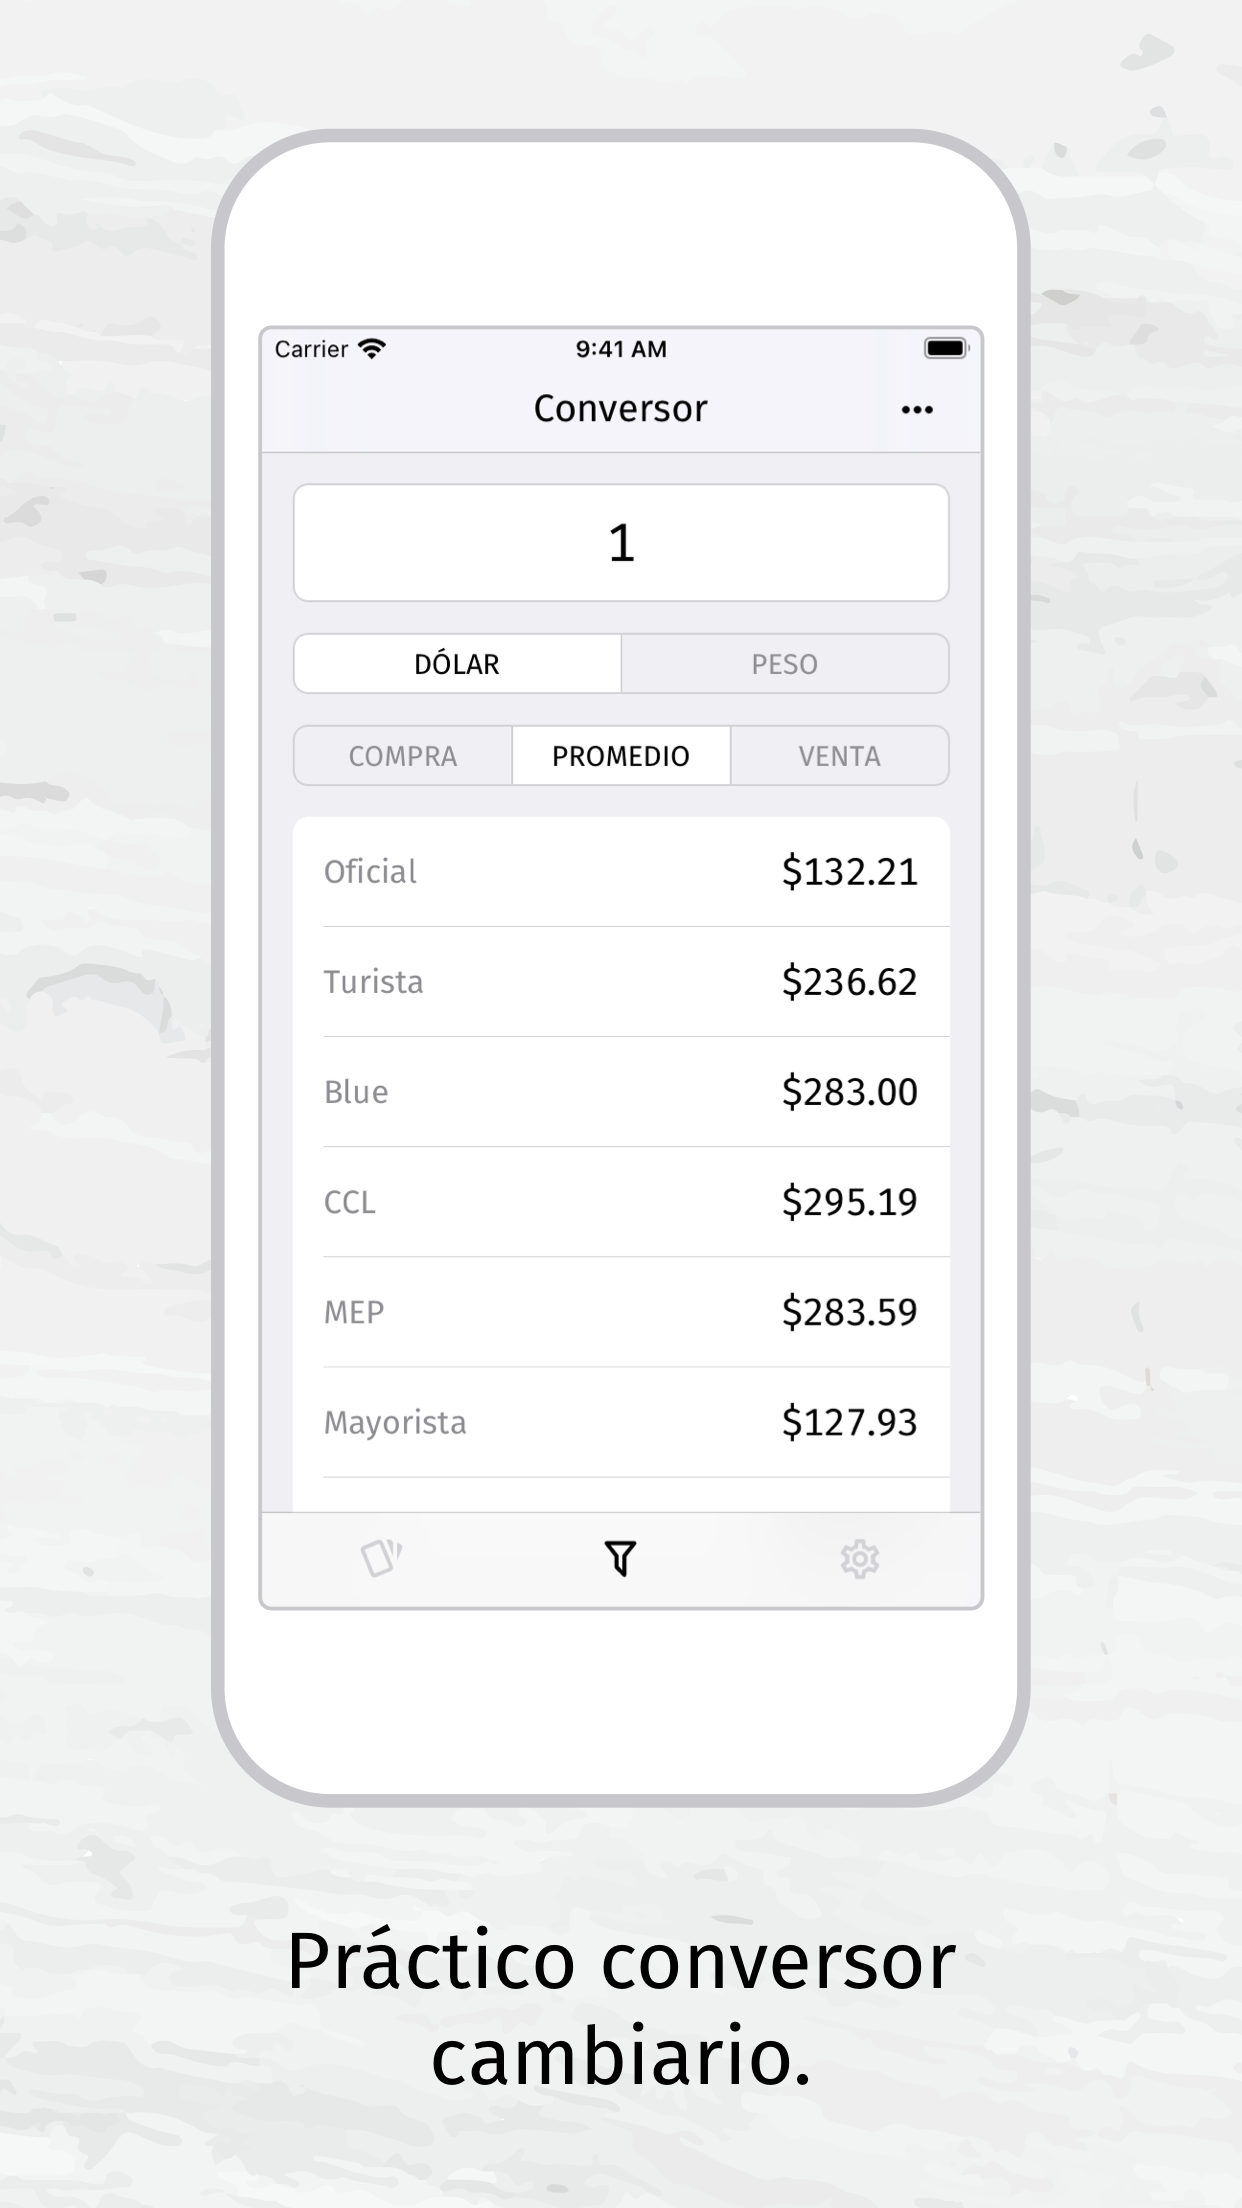 Carrier 9:41 AM
Conversor •••
1
DÓLAR PESO
COMPRA PROMEDIO VENTA
Oficial $132.21
Turista $236.62
Blue $283.00
CCL $295.19
MEP $283.59
Mayorista $127.93
Práctico conversor
cambiario.